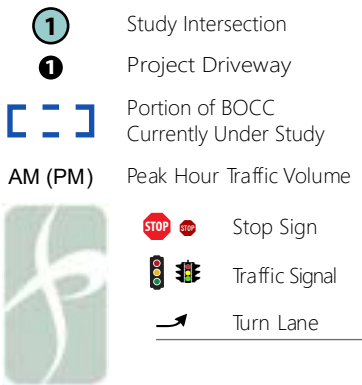 1 Study Intersection
1 Project Driveway
Portion of BOCC
Currently Under Study
AM (PM) Peak Hour Traffic Volume
STOP STOP Stop Sign
Traffic Signal
Turn Lane